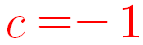 c = - 1